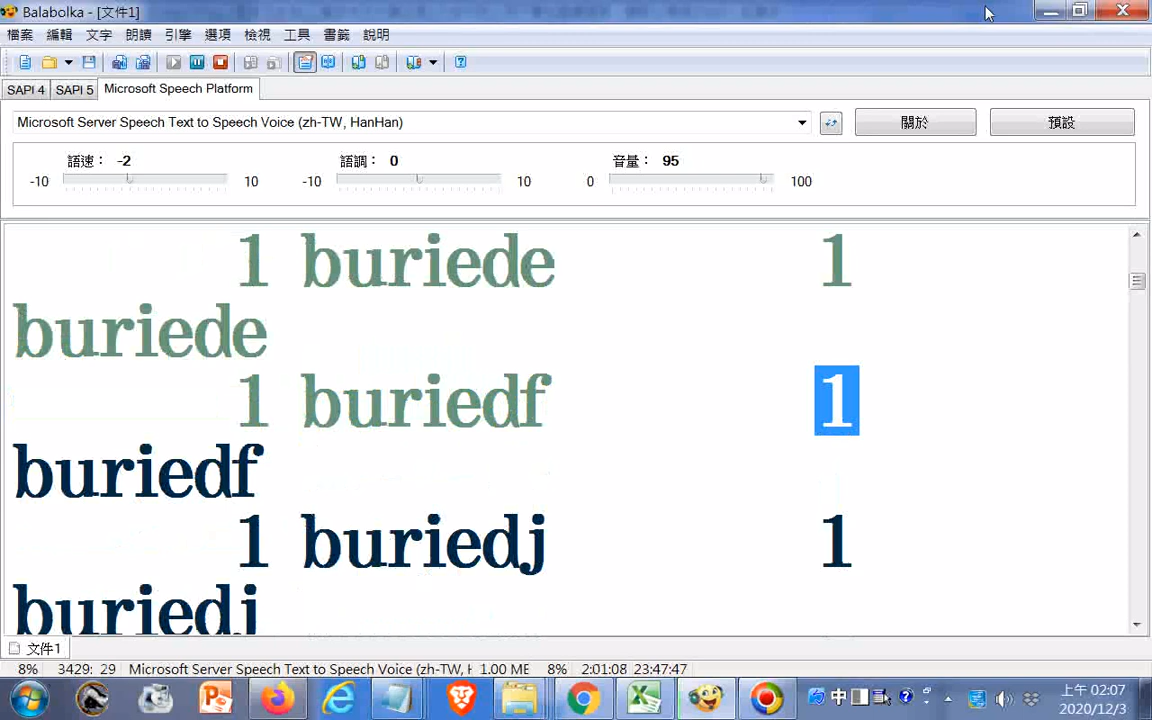 Balabolka - [文件1]
檔案 編輯 文字 朗讀 引擎 選項 檢視 工具 書籤 說明
SAPI 4 SAPI 5 Microsoft Speech Platform
Microsoft Server Speech Text to Speech Voice (zh-TW, HanHan) 關於 預設
語速： -2 語調： 0 音量： 95
-10 10 -10 10 0 100
1 buriede 1
buriede
1 buriedf 1
buriedf
1 buriedj 1
buriedj
文件1
8% 3429: 29 Microsoft Server Speech Text to Speech Voice (zh-TW, H 1.00 ME 8% 2:01:08 23:47:47
中 上午 02:07
2020/12/3